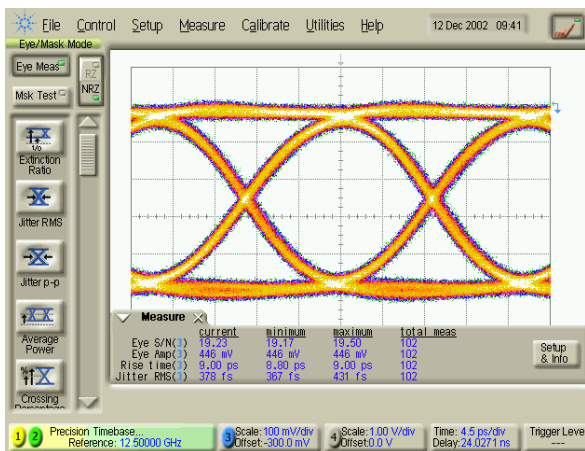 File Control Setup Measure Calibrate Utilities Help 12 Dec 2002 09:41
Eye/Mask Mode
Eye Meas
RZ
NRZ
Msk Test
1/0
Extinction
Ratio
Jitter RMS
Jitter p-p
Average
Power
%
Crossing
Measure
current minimum maximum total meas
Eye S/N(3) 19.23 19.17 19.50 102
Eye Amp(3) 446 mV 446 mV 446 mV 102
Rise time(3) 9.00 ps 8.80 ps 9.00 ps 102
Jitter RMS(3) 378 fs 367 fs 431 fs 102
Setup
& Info
1 2 Precision Timebase...
Reference: 12.50000 GHz
3 Scale: 100 mV/div
Offset:-300.0 mV
4 Scale: 1.00 V/div
Offset:0.0 V
Time: 4.5 ps/div
Delay:24.0271 ns
Trigger Leve
---